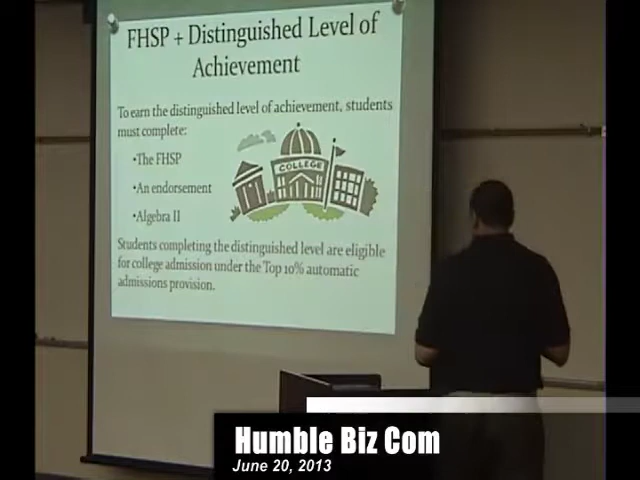 FHSP + Distinguished Level of
Achievement
To earn the distinguished level of achievement, students
must complete:
•The FHSP
•An endorsement
•Algebra II
COLLEGE
Students completing the distinguished level are eligible
for college admission under the Top 10% automatic
admissions provision.
Humble Biz Com
June 20, 2013